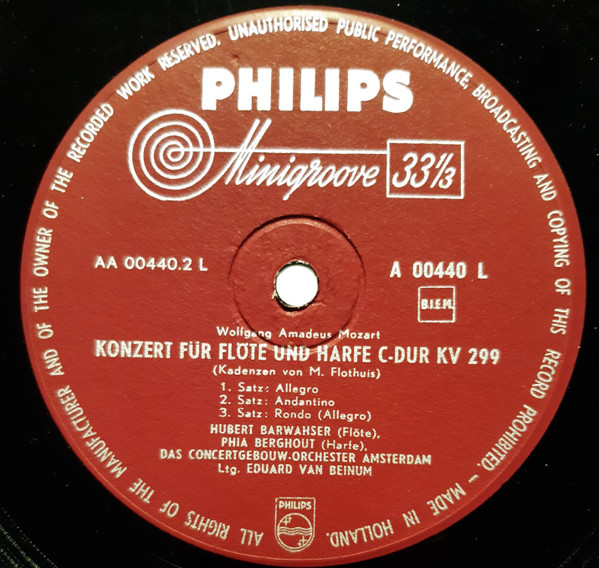 ALL RIGHTS OF THE MANUFACTURER AND OF THE OWNER OF THE RECORDED WORK RESERVED. UNAUTHORISED PUBLIC PERFORMANCE, BROADCASTING AND COPYING OF THIS RECORD PROHIBITED. – MADE IN HOLLAND.
PHILIPS
Minigroove 33 1/3
AA 00440.2 L
A 00440 L
B.I.E.M.
Wolfgang Amadeus Mozart
KONZERT FÜR FLÖTE UND HARFE C-DUR KV 299
(Kadenzen von M. Flothuis)
1. Satz: Allegro
2. Satz: Andantino
3. Satz: Rondo (Allegro)
HUBERT BARWAHSER (Flöte),
PHIA BERGHOUT (Harfe),
DAS CONCERTGEBOUW-ORCHESTER AMSTERDAM
Ltg. EDUARD VAN BEINUM
PHILIPS